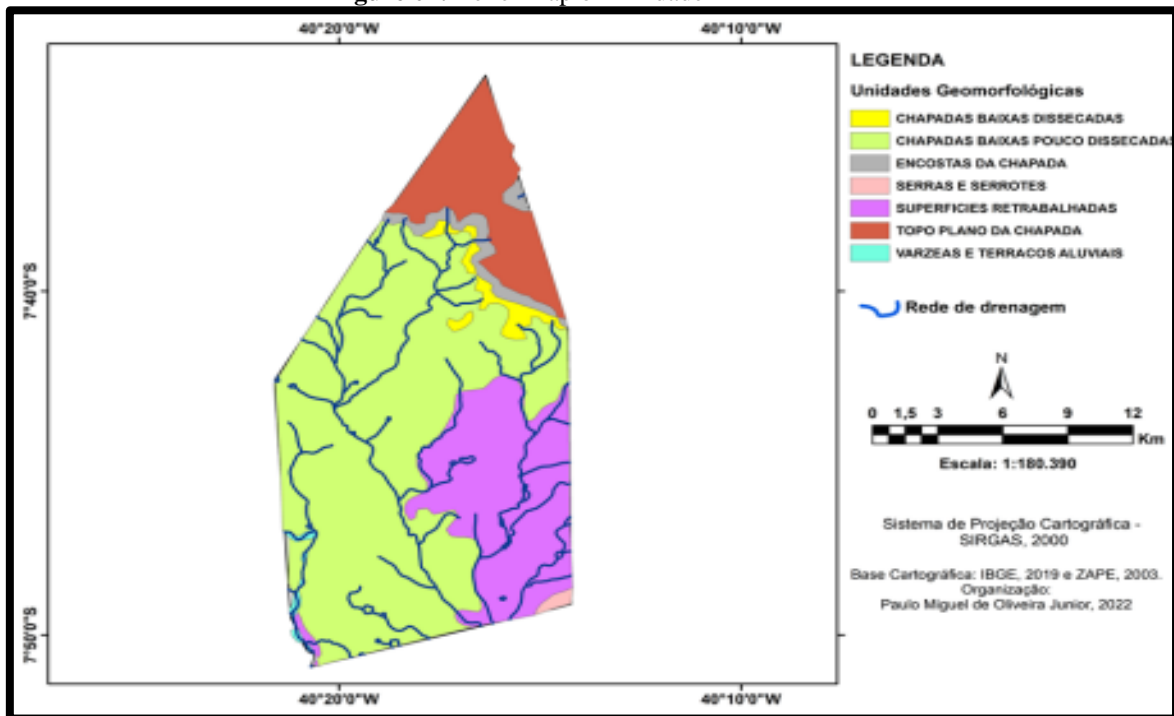 40°20'0"W
40°10'0"W
7°40'0"S
7°50'0"S
40°20'0"W
40°10'0"W
LEGENDA
Unidades Geomorfológicas
CHAPADAS BAIXAS DISSECADAS
CHAPADAS BAIXAS POUCO DISSECADAS
ENCOSTAS DA CHAPADA
SERRAS E SERROTES
SUPERFICIES RETRABALHADAS
TOPO PLANO DA CHAPADA
VARZEAS E TERRACOS ALUVIAIS
Rede de drenagem
N
0 1,5 3 6 9 12
Km
Escala: 1:180.390
Sistema de Projeção Cartográfica -
SIRGAS, 2000
Base Cartográfica: IBGE, 2019 e ZAPE, 2003.
Organização:
Paulo Miguel de Oliveira Junior, 2022